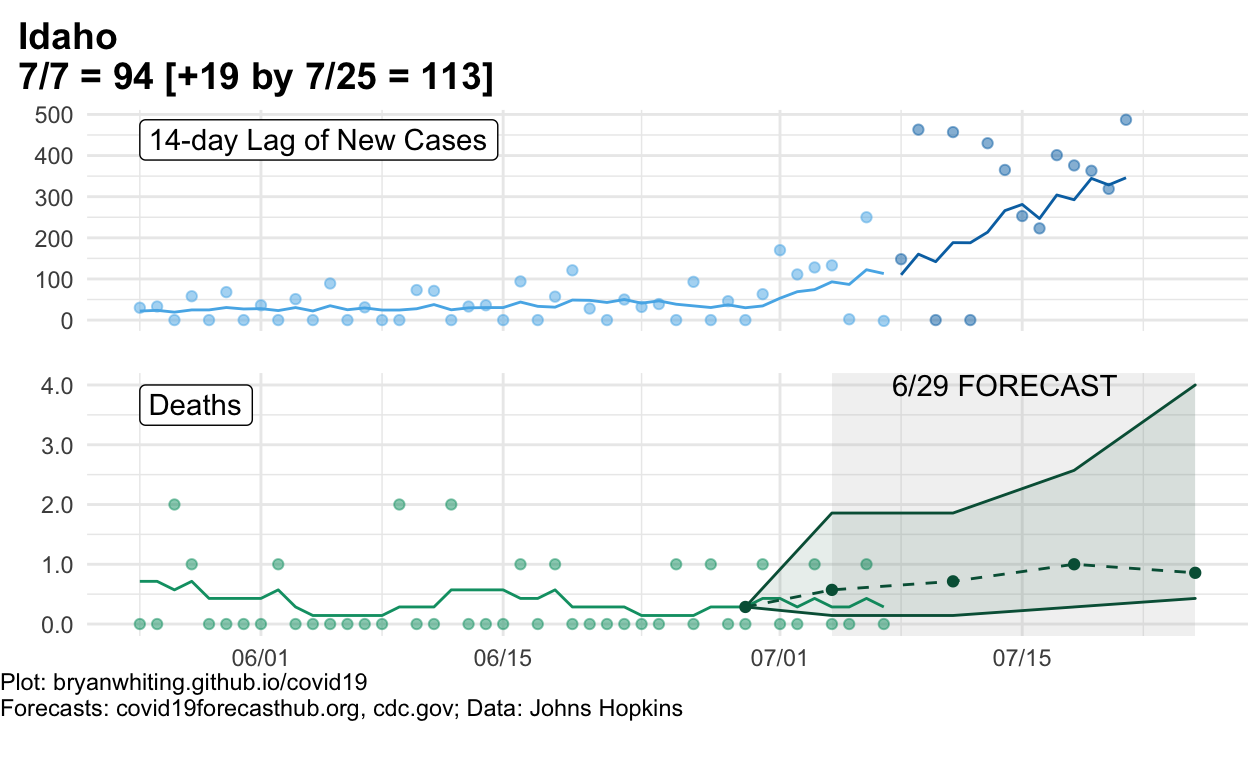 Idaho
7/7 = 94 [+19 by 7/25 = 113]
500
14-day Lag of New Cases
400
300
200
100
0
4.0
6/29 FORECAST
Deaths
3.0
2.0
1.0
0.0
06/01 06/15 07/01 07/15
Plot: bryanwhiting.github.io/covid19
Forecasts: covid19forecasthub.org, cdc.gov; Data: Johns Hopkins